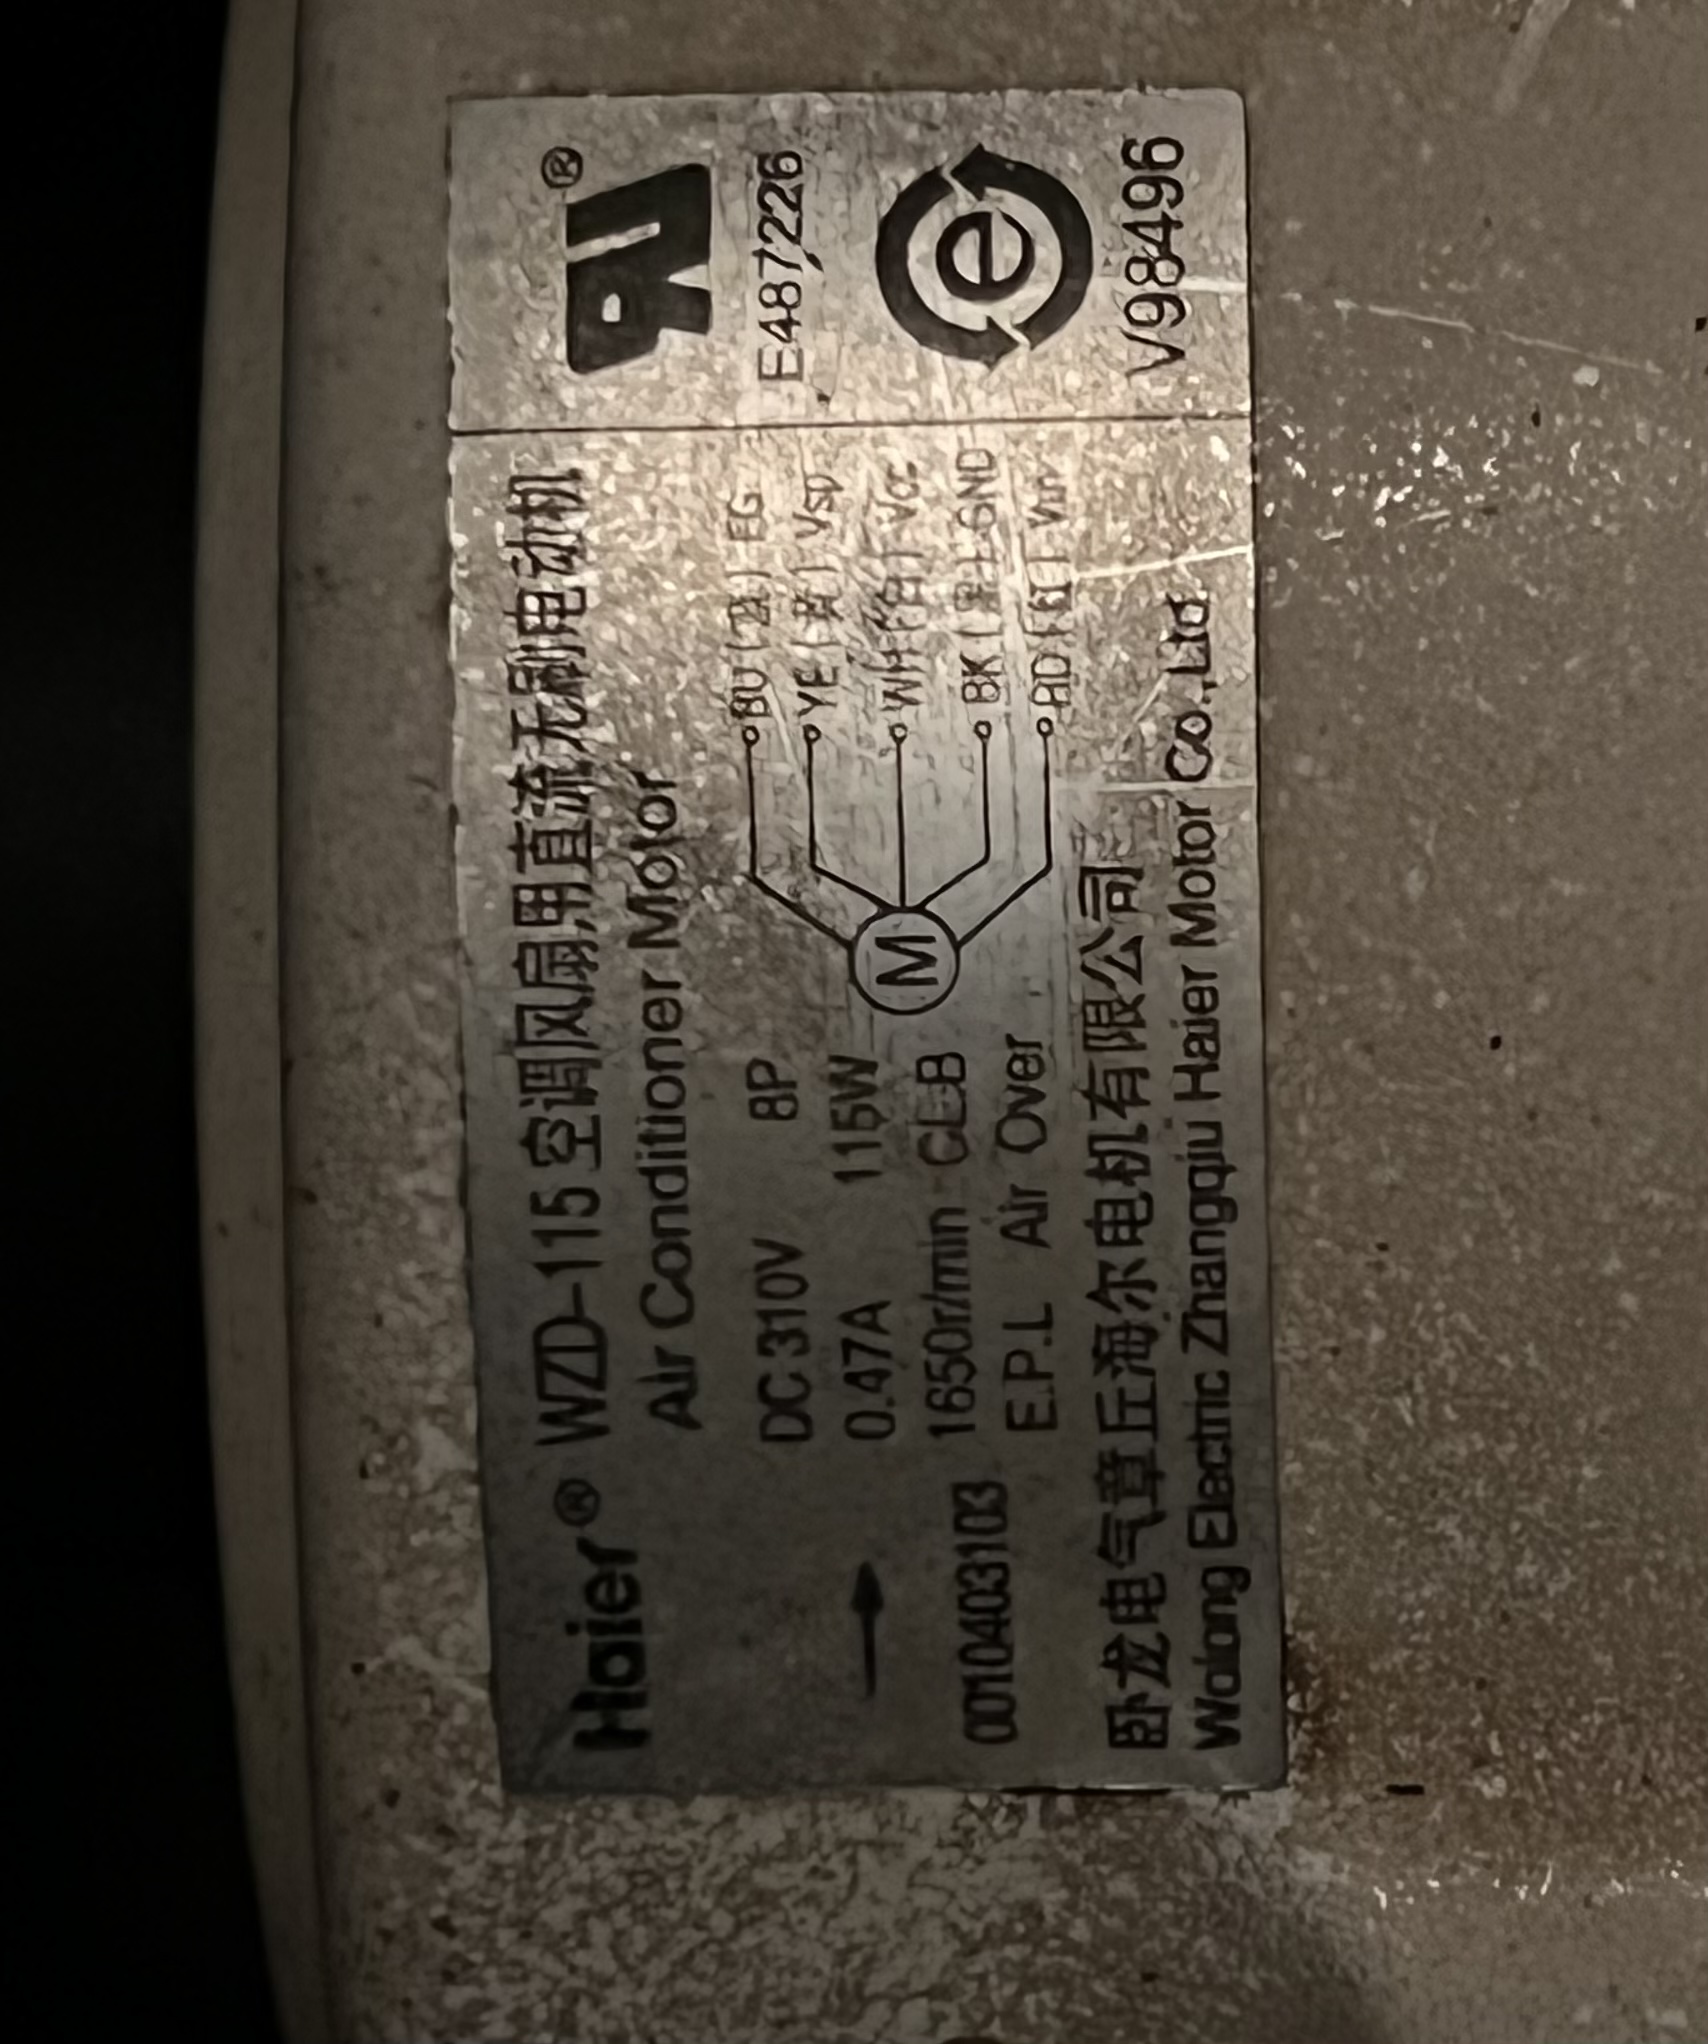 Haier® WZD-115 空调风扇用直流无刷电动机
Air Conditioner Motor
DC 310V 8P
0.47A 115W
1650r/min CL.B
E.P.L Air Over
0010403103
M
BU (蓝) FG
YE (黄) Vsp
WH (白) Vcc
BK (黑) GND
RD (红) Vm
卧龙电气章丘海尔电机有限公司
Wolong Electric Zhangqiu Haier Motor Co.,Ltd.
RU®
E487226
e
V98496